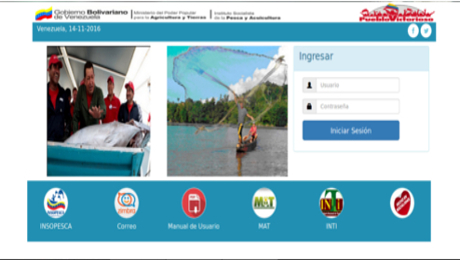 Gobierno Bolivariano
de Venezuela
Ministerio del Poder Popular
para la Agricultura y Tierras
Instituto Socialista
de la Pesca y Acuicultura
Venezuela, 14-11-2016
Ingresar
Usuario
Contraseña
Iniciar Sesión
INSOPESCA
Correo
Manual de Usuario
MAT
INTI